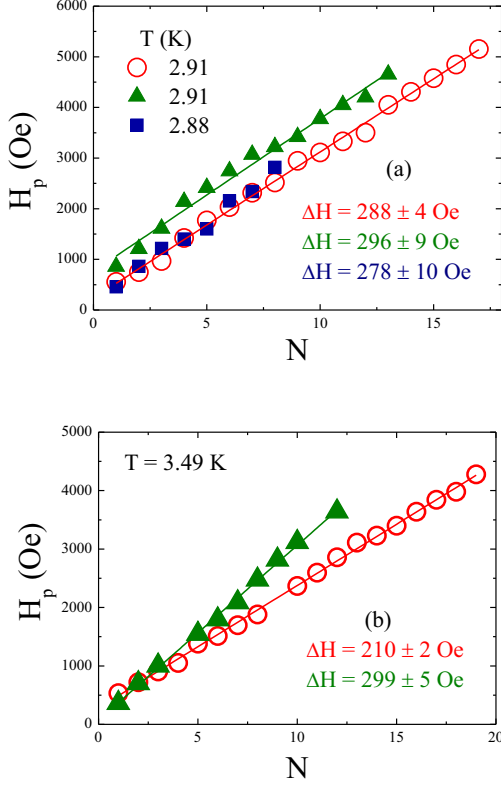 6000
5000
4000
3000
2000
1000
0
H_p (Oe)
T (K)
2.91
2.91
2.88
(a)
ΔH = 288 ± 4 Oe
ΔH = 296 ± 9 Oe
ΔH = 278 ± 10 Oe
0 5 10 15
N
5000
4000
3000
2000
1000
0
H_p (Oe)
T = 3.49 K
(b)
ΔH = 210 ± 2 Oe
ΔH = 299 ± 5 Oe
0 5 10 15 20
N